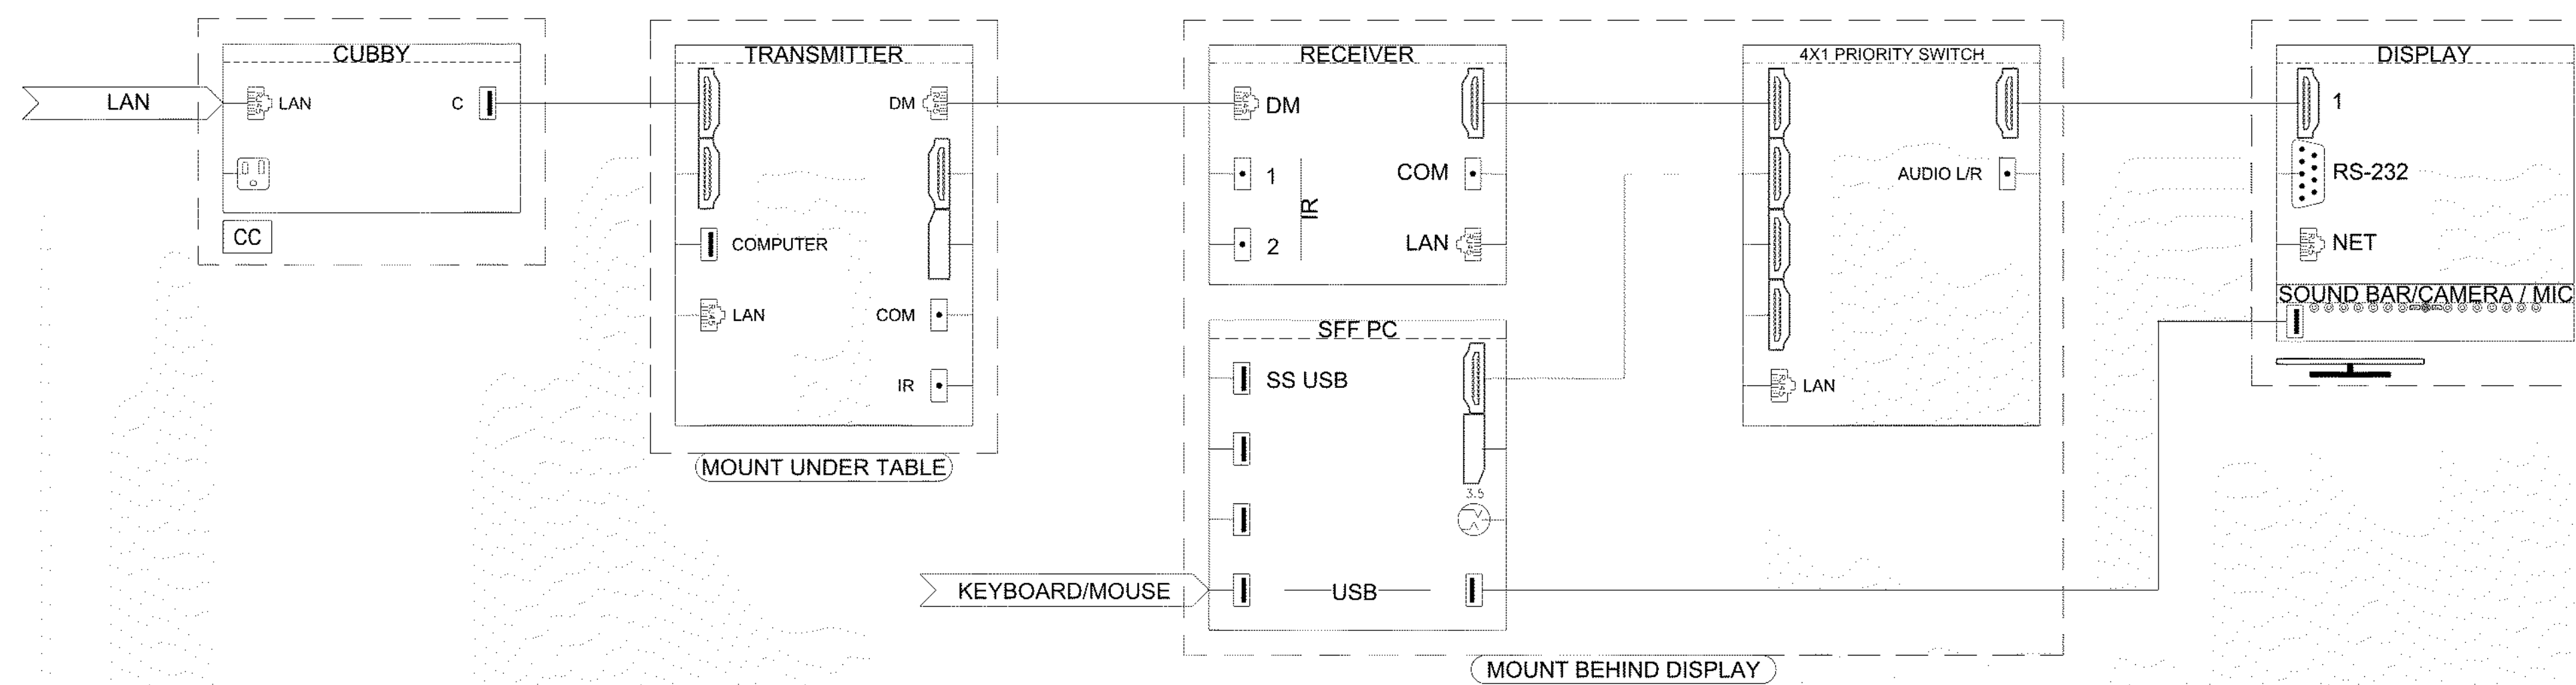 CUBBY
LAN
LAN
C
CC
TRANSMITTER
DM
COMPUTER
LAN
COM
IR
MOUNT UNDER TABLE
RECEIVER
DM
1
IR
2
COM
LAN
SFF PC
SS USB
3.5
KEYBOARD/MOUSE
USB
4X1 PRIORITY SWITCH
AUDIO L/R
LAN
MOUNT BEHIND DISPLAY
DISPLAY
1
RS-232
NET
SOUND BAR/CAMERA / MIC